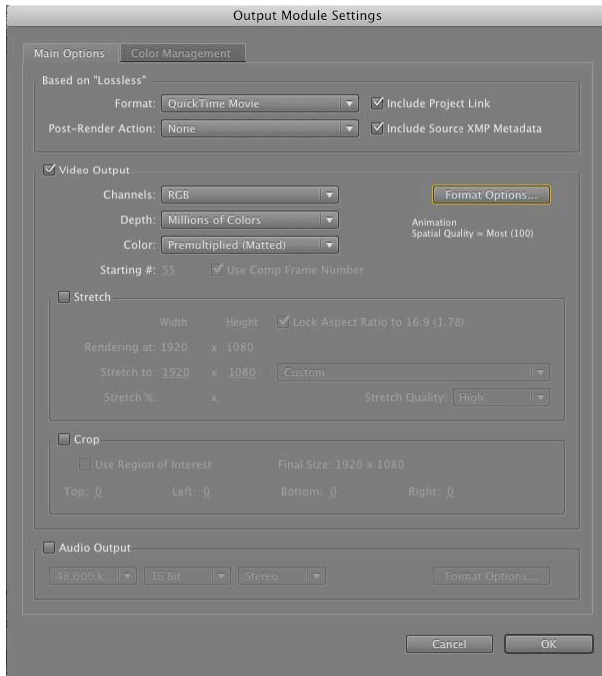 Output Module Settings
Main Options
Color Management
Based on "Lossless"
Format: QuickTime Movie
Include Project Link
Post-Render Action: None
Include Source XMP Metadata
Video Output
Channels: RGB
Format Options...
Depth: Millions of Colors
Animation
Spatial Quality = Most (100)
Color: Premultiplied (Matted)
Starting #: 55
Use Comp Frame Number
Stretch
Width Height
Lock Aspect Ratio to 16:9 (1.78)
Rendering at: 1920 x 1080
Stretch to: 1920 x 1080 Custom
Stretch %: x
Stretch Quality: High
Crop
Use Region of Interest
Final Size: 1920 x 1080
Top: 0 Left: 0 Bottom: 0 Right: 0
Audio Output
48.000 k... 16 Bit Stereo
Format Options...
Cancel OK